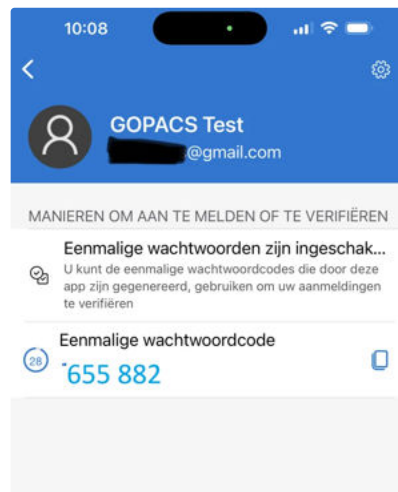 10:08
GOPACS Test
@gmail.com
MANIEREN OM AAN TE MELDEN OF TE VERIFIËREN
Eenmalige wachtwoorden zijn ingeschak...
U kunt de eenmalige wachtwoordcodes die door deze
app zijn gegenereerd, gebruiken om uw aanmeldingen
te verifiëren
Eenmalige wachtwoordcode
28
655 882